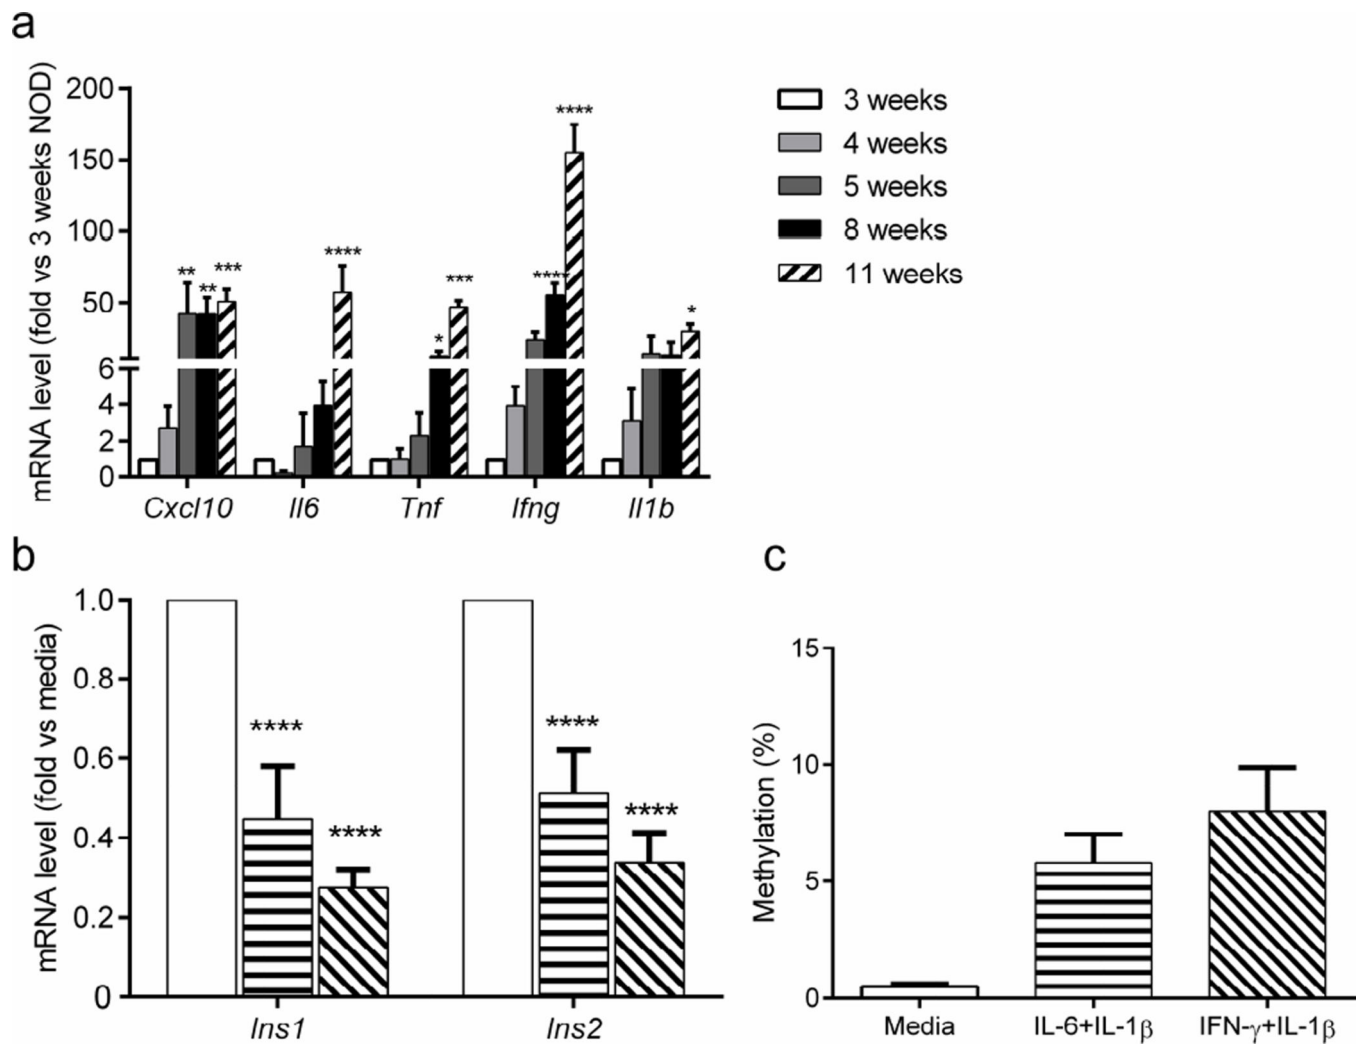 a
mRNA level (fold vs 3 weeks NOD)
200
150
100
50
6
4
2
0
**
**
***
****
*
***
****
****
*
Cxcl10
Il6
Tnf
Ifng
Il1b
3 weeks
4 weeks
5 weeks
8 weeks
11 weeks
b
mRNA level (fold vs media)
1.0
0.8
0.6
0.4
0.2
0
****
****
****
****
Ins1
Ins2
c
Methylation (%)
15
10
5
0
Media
IL-6+IL-1β
IFN-γ+IL-1β